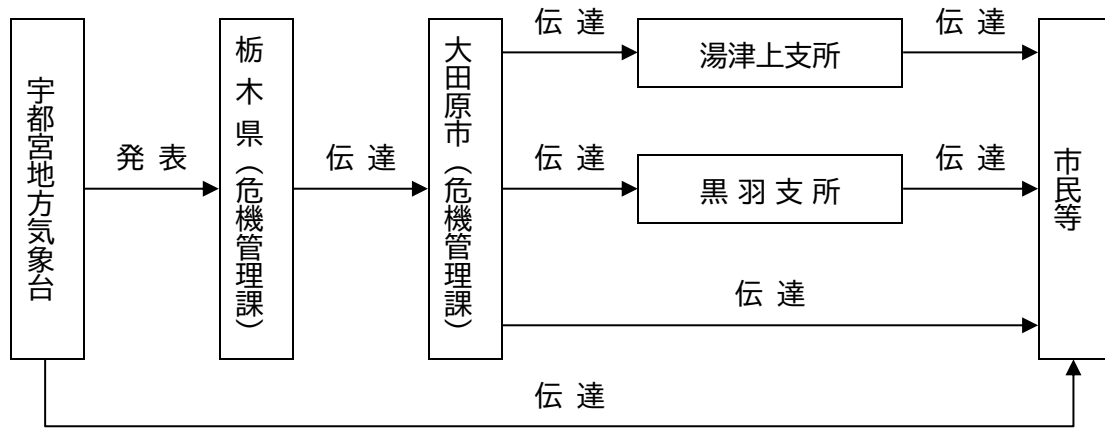 宇都宮地方気象台
発 表
栃木県（危機管理課）
伝 達
大田原市（危機管理課）
伝 達
湯津上支所
伝 達
伝 達
黒 羽 支 所
伝 達
伝 達
市民等
伝 達